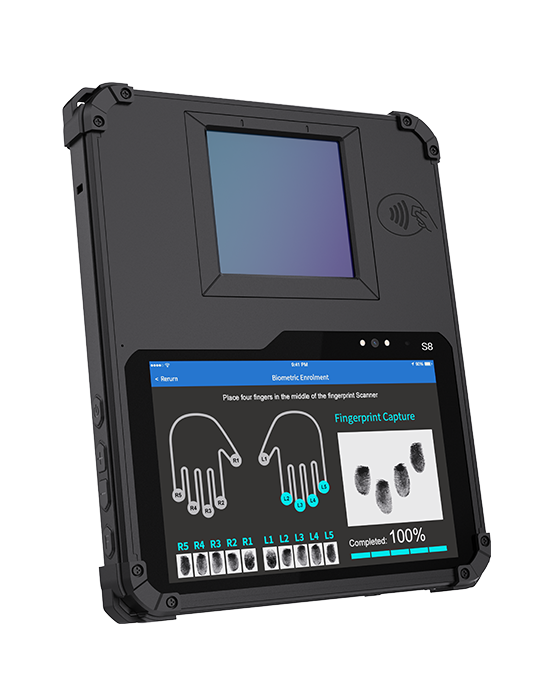 S8
9:41 PM
< Rerurn
Biometric Enrolment
Place four fingers in the middle of the fingerprint Scanner
Fingerprint Capture
R1
L1
R5
R4
R3
R2
L2
L3
L4
L5
R5 R4 R3 R2 R1 L1 L2 L3 L4 L5
Completed: 100%